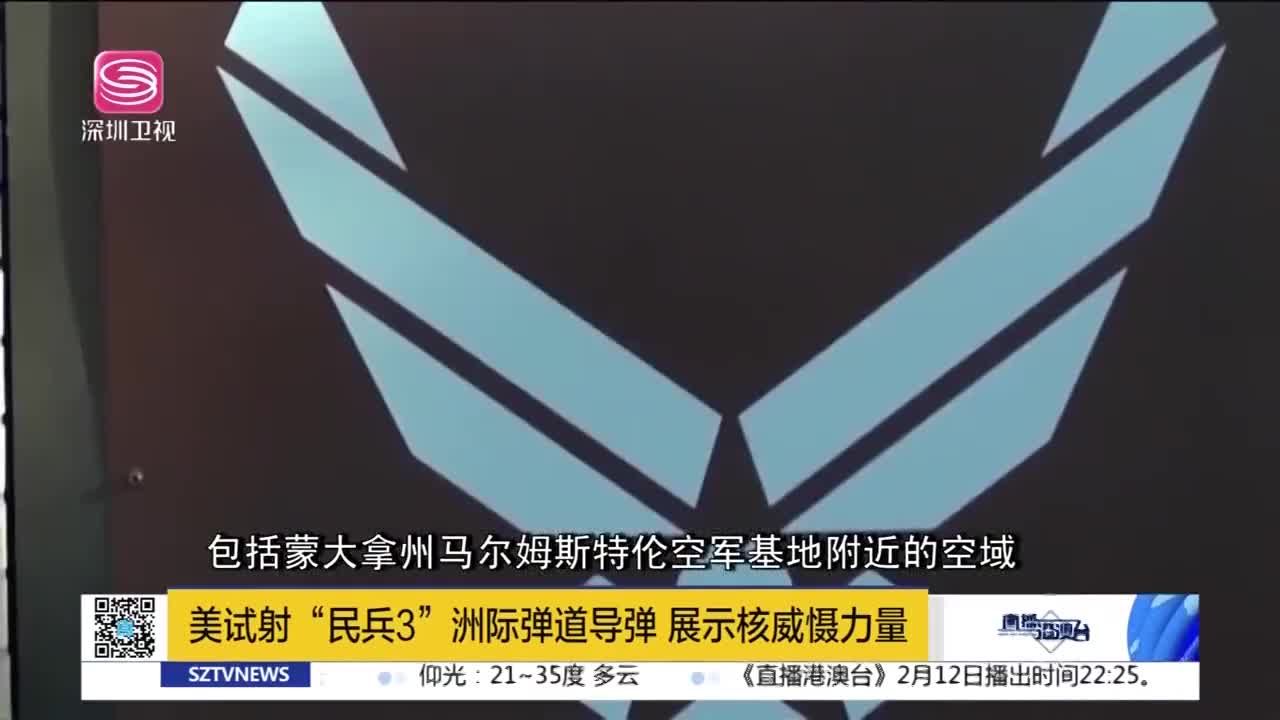 深圳卫视
包括蒙大拿州马尔姆斯特伦空军基地附近的空域
美试射“民兵3”洲际弹道导弹 展示核威慑力量
直播港澳台
SZTVNEWS
仰光：21~35度 多云
《直播港澳台》2月12日播出时间22:25。